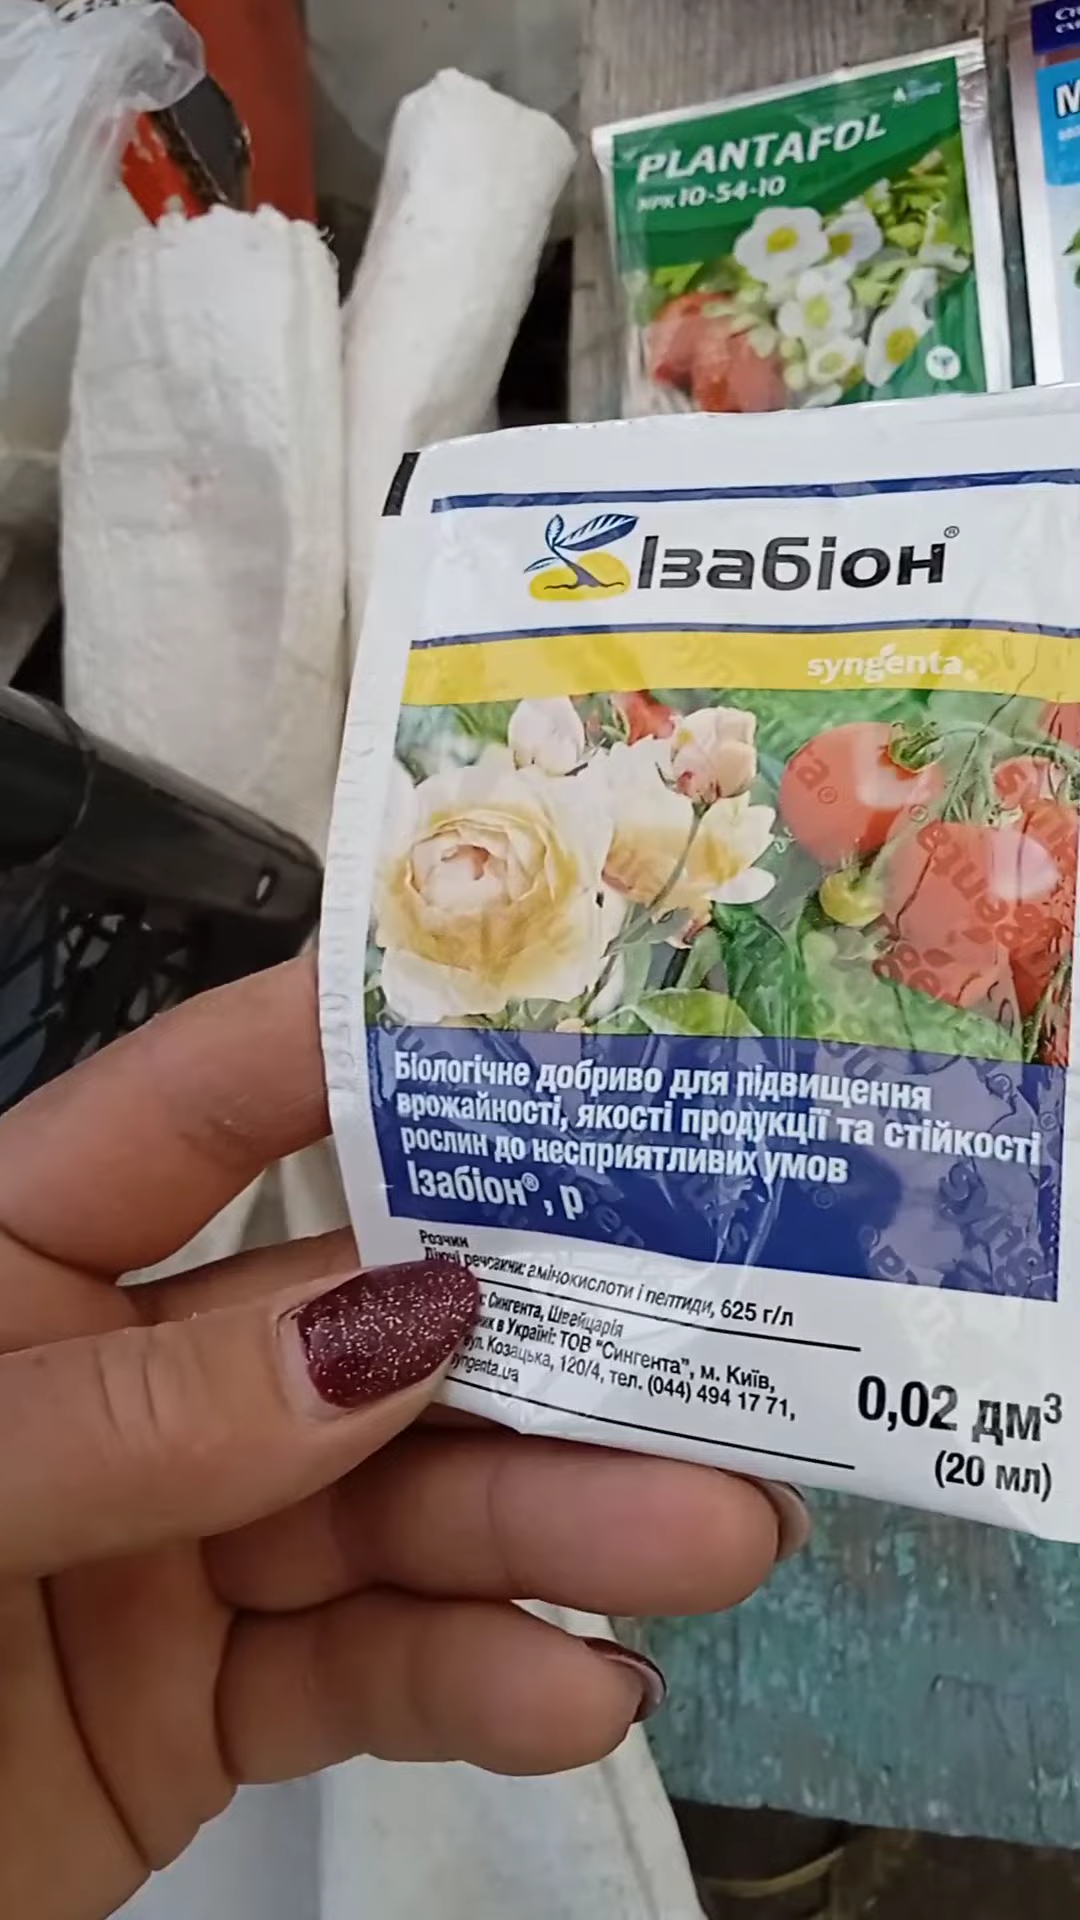 PLANTAFOL
NPK 10-54-10
Ізабіон®
syngenta
Біологічне добриво для підвищення
врожайності, якості продукції та стійкості
рослин до несприятливих умов
Ізабіон®, р
Розчин
Діючі речовини: амінокислоти і пептиди, 625 г/л
Сингента, Швейцарія
в Україні: ТОВ "Сингента", м. Київ,
вул. Козацька, 120/4, тел. (044) 494 17 71,
syngenta.ua
0,02 дм³
(20 мл)